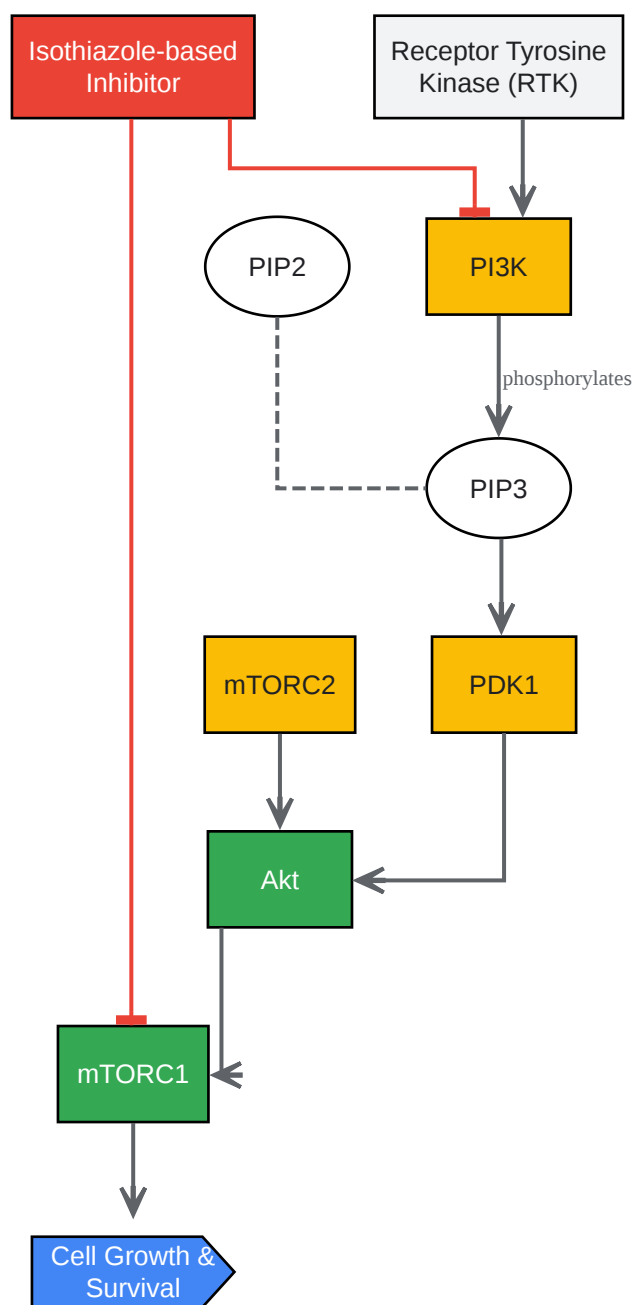 Isothiazole-based
Inhibitor
Receptor Tyrosine
Kinase (RTK)
PIP2
PI3K
phosphorylates
PIP3
mTORC2
PDK1
Akt
mTORC1
Cell Growth &
Survival